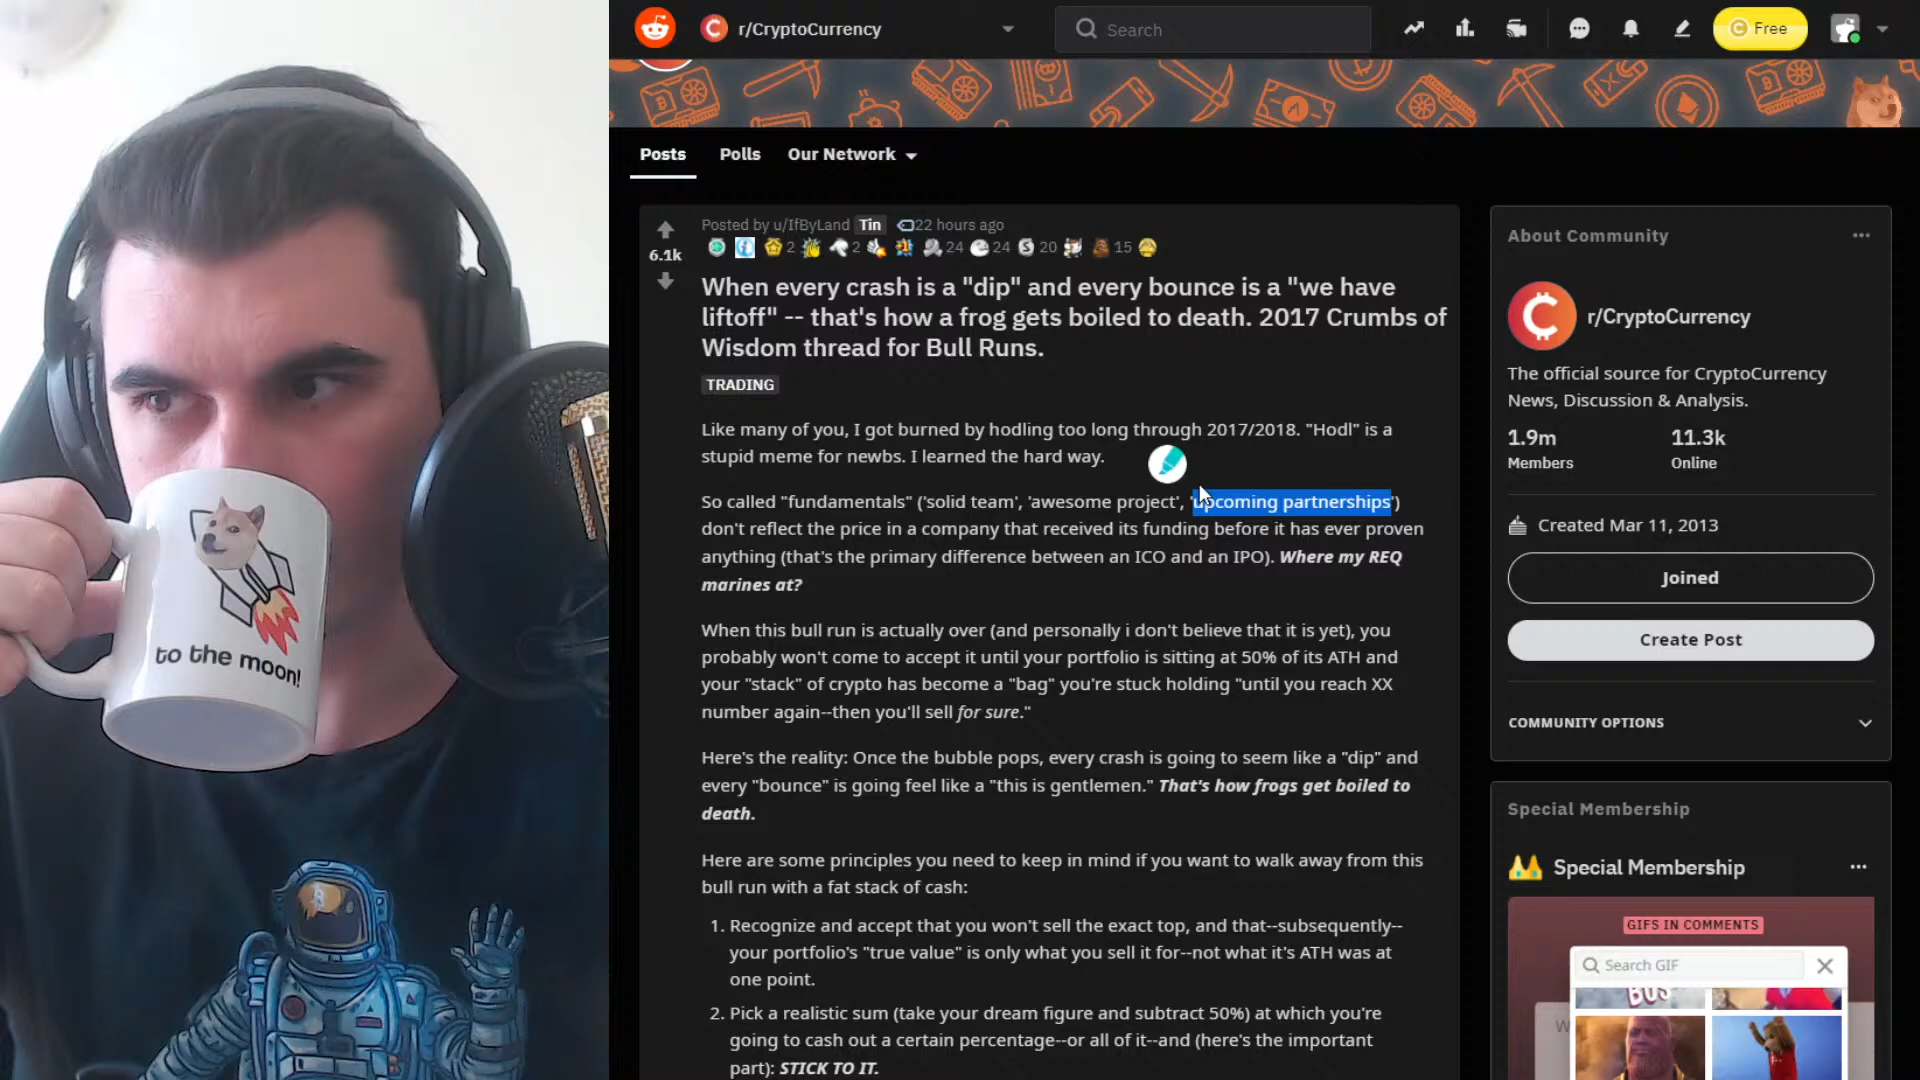 to the moon!
r/CryptoCurrency
Search
Free
Posts
Polls
Our Network
6.1k
Posted by u/IfByLand Tin 22 hours ago
2
2
24
24
20
15
When every crash is a "dip" and every bounce is a "we have
liftoff" -- that's how a frog gets boiled to death. 2017 Crumbs of
Wisdom thread for Bull Runs.
TRADING
Like many of you, I got burned by hodling too long through 2017/2018. "Hodl" is a
stupid meme for newbs. I learned the hard way.
So called "fundamentals" ('solid team', 'awesome project', 'upcoming partnerships')
don't reflect the price in a company that received its funding before it has ever proven
anything (that's the primary difference between an ICO and an IPO). Where my REQ
marines at?
When this bull run is actually over (and personally i don't believe that it is yet), you
probably won't come to accept it until your portfolio is sitting at 50% of its ATH and
your "stack" of crypto has become a "bag" you're stuck holding "until you reach XX
number again--then you'll sell for sure."
Here's the reality: Once the bubble pops, every crash is going to seem like a "dip" and
every "bounce" is going feel like a "this is gentlemen." That's how frogs get boiled to
death.
Here are some principles you need to keep in mind if you want to walk away from this
bull run with a fat stack of cash:
1. Recognize and accept that you won't sell the exact top, and that--subsequently--
your portfolio's "true value" is only what you sell it for--not what it's ATH was at
one point.
2. Pick a realistic sum (take your dream figure and subtract 50%) at which you're
going to cash out a certain percentage--or all of it--and (here's the important
part): STICK TO IT.
About Community
r/CryptoCurrency
The official source for CryptoCurrency
News, Discussion & Analysis.
1.9m
11.3k
Members
Online
Created Mar 11, 2013
Joined
Create Post
COMMUNITY OPTIONS
Special Membership
Special Membership
GIFS IN COMMENTS
Search GIF